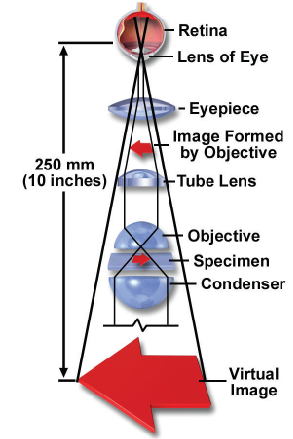 Retina
Lens of Eye
Eyepiece
Image Formed
by Objective
250 mm
(10 inches)
Tube Lens
Objective
Specimen
Condenser
Virtual
Image